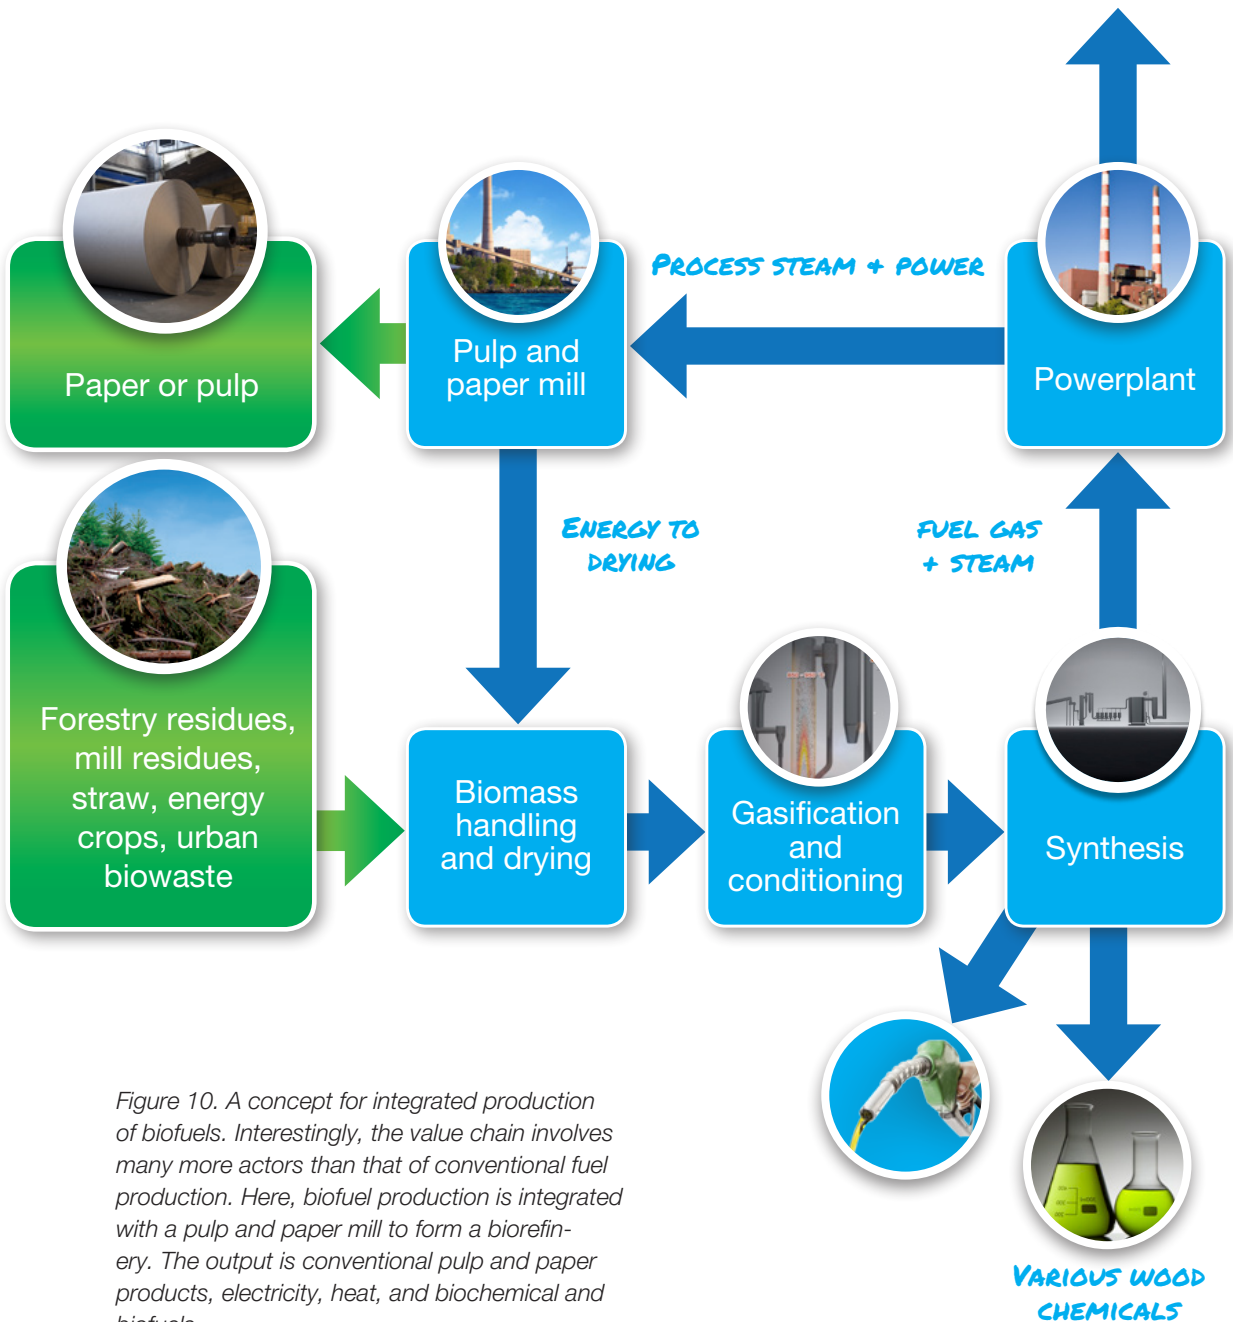 PROCESS STEAM + POWER
Paper or pulp
Pulp and
paper mill
Powerplant
ENERGY TO
DRYING
FUEL GAS
+ STEAM
Forestry residues,
mill residues,
straw, energy
crops, urban
biowaste
Biomass
handling
and drying
Gasification
and
conditioning
Synthesis
Figure 10. A concept for integrated production
of biofuels. Interestingly, the value chain involves
many more actors than that of conventional fuel
production. Here, biofuel production is integrated
with a pulp and paper mill to form a biorefin-
ery. The output is conventional pulp and paper
products, electricity, heat, and biochemical and
VARIOUS WOOD
CHEMICALS